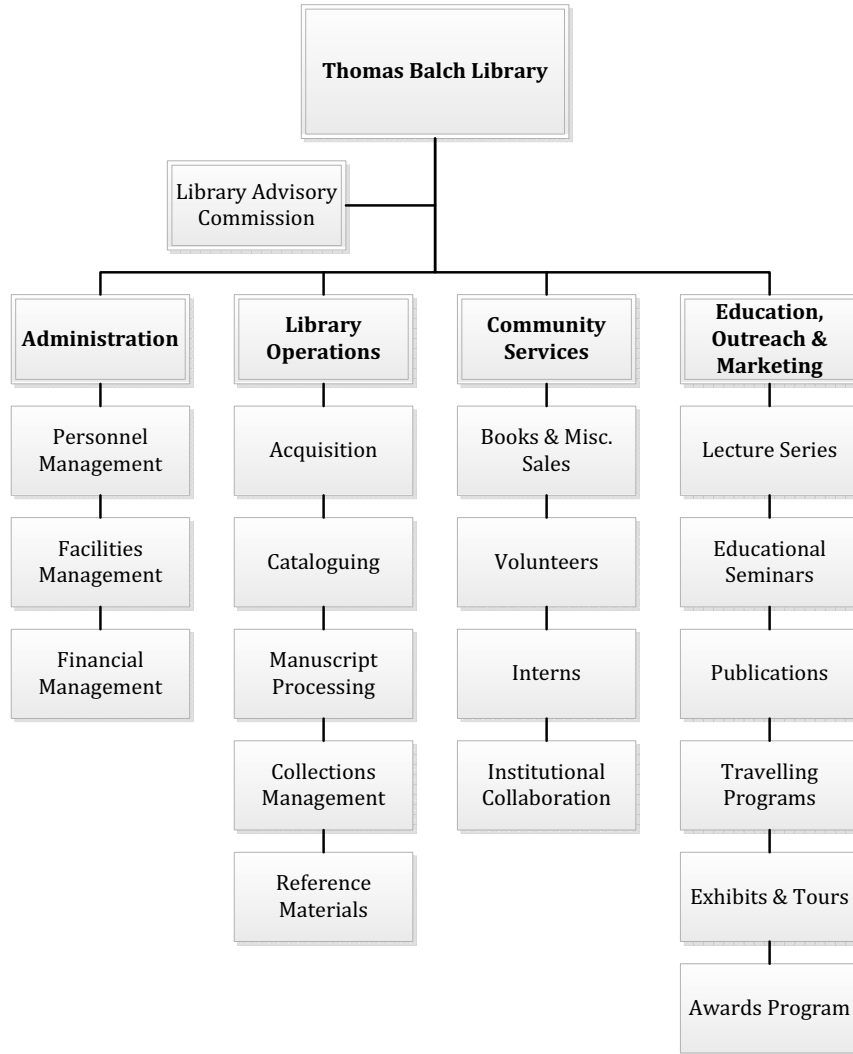 Thomas Balch Library
Library Advisory
Commission
Administration
Personnel
Management
Facilities
Management
Financial
Management
Library
Operations
Acquisition
Cataloguing
Manuscript
Processing
Collections
Management
Reference
Materials
Community
Services
Books & Misc.
Sales
Volunteers
Interns
Institutional
Collaboration
Education,
Outreach &
Marketing
Lecture Series
Educational
Seminars
Publications
Travelling
Programs
Exhibits & Tours
Awards Program